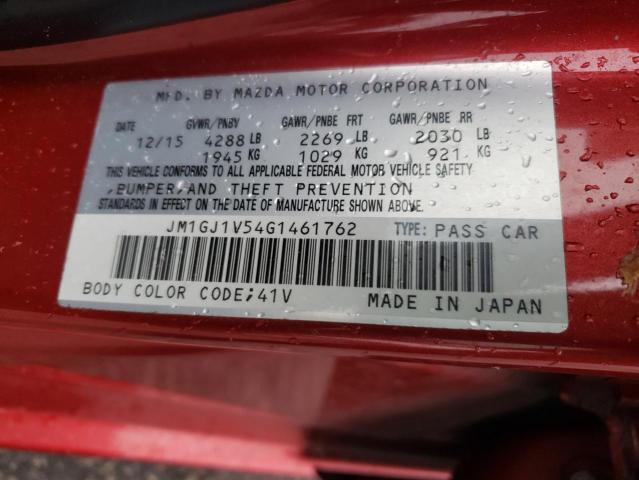 MFD. BY MAZDA MOTOR CORPORATION
DATE GVWR/PNBV GAWR/PNBE FRT GAWR/PNBE RR
12/15 4288 LB 2269 LB 2030 LB
1945 KG 1029 KG 921 KG
THIS VEHICLE CONFORMS TO ALL APPLICABLE FEDERAL MOTOR VEHICLE SAFETY
,BUMPER,AND THEFT PREVENTION
STANDARDS IN EFFECT ON THE DATE OF MANUFACTURE SHOWN ABOVE.
JM1GJ1V54G1461762 TYPE: PASS CAR
BODY COLOR CODE;41V MADE IN JAPAN